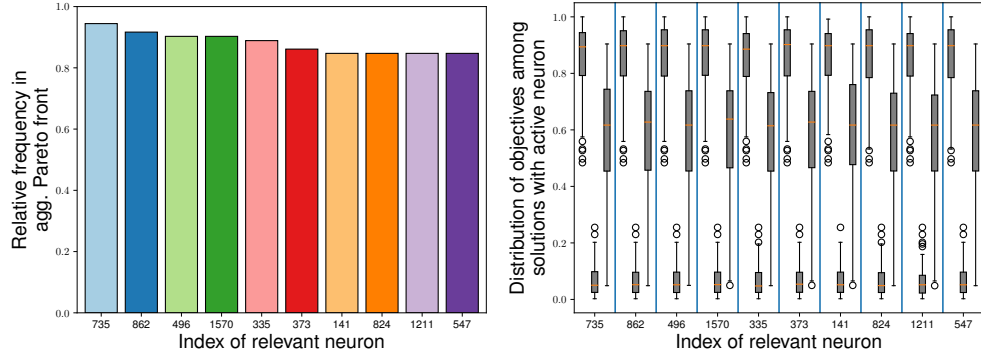 Relative frequency in
agg. Pareto front
1.0
0.8
0.6
0.4
0.2
0.0
735 862 496 1570 335 373 141 824 1211 547
Index of relevant neuron
Distribution of objectives among
solutions with active neuron
1.0
0.8
0.6
0.4
0.2
0.0
735 862 496 1570 335 373 141 824 1211 547
Index of relevant neuron